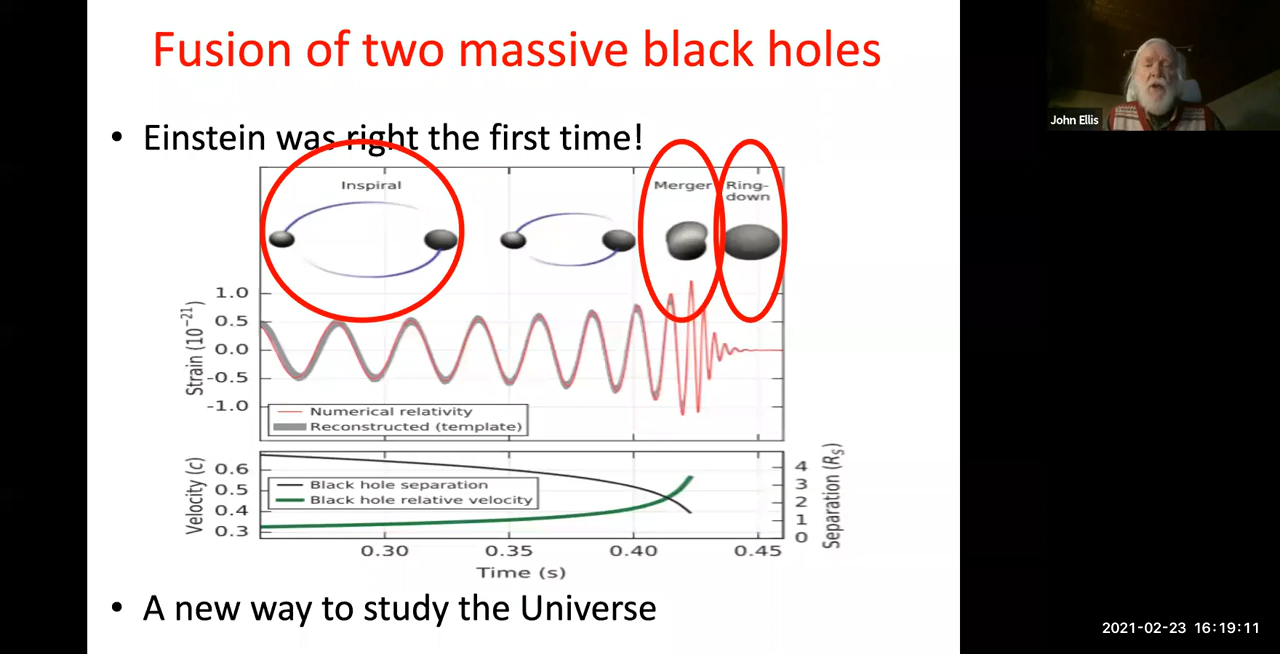 Fusion of two massive black holes
• Einstein was right the first time!
Inspiral
Merger
Ring-
down
Strain (10⁻²¹)
1.0
0.5
0.0
-0.5
-1.0
Numerical relativity
Reconstructed (template)
Velocity (c)
0.6
0.5
0.4
0.3
Black hole separation
Black hole relative velocity
4
3
2
1
0
Separation (R_S)
0.30 0.35 0.40 0.45
Time (s)
• A new way to study the Universe
John Ellis
2021-02-23 16:19:11